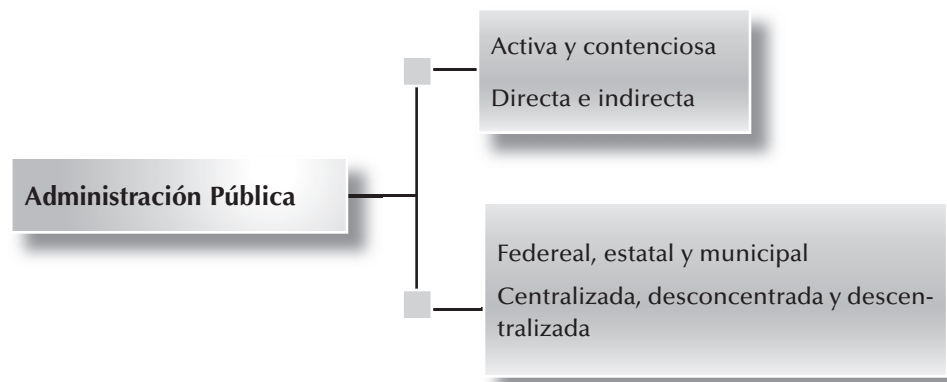 Activa y contenciosa
Directa e indirecta
Administración Pública
Federeal, estatal y municipal
Centralizada, desconcentrada y descen-
tralizada